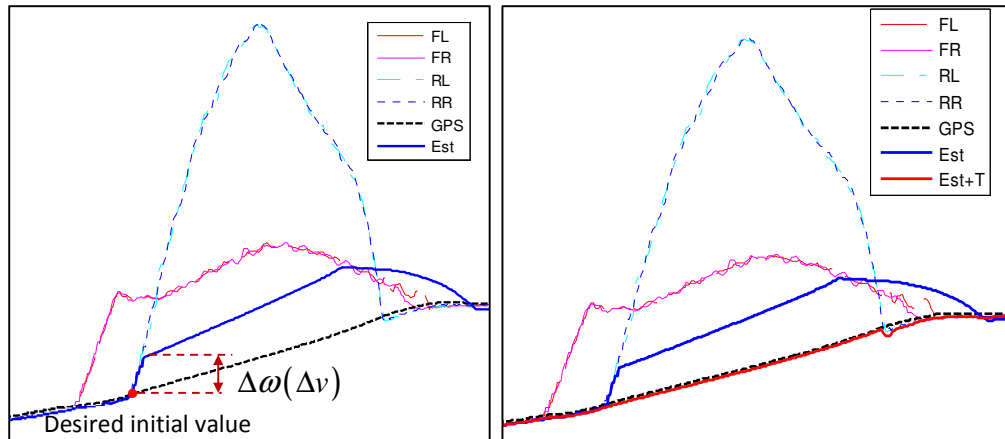 FL
FR
RL
RR
GPS
Est
Δω(Δv)
Desired initial value
FL
FR
RL
RR
GPS
Est
Est+T